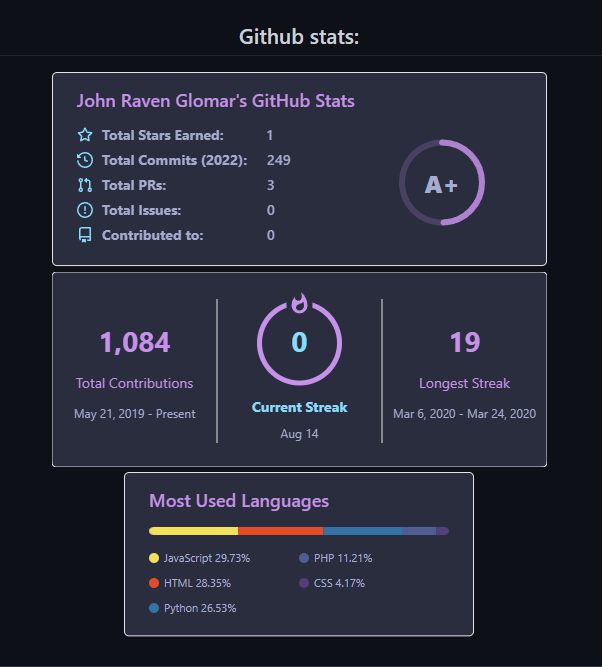 Github stats:
John Raven Glomar's GitHub Stats
Total Stars Earned: 1
Total Commits (2022): 249
Total PRs: 3
Total Issues: 0
Contributed to: 0
A+
1,084
Total Contributions
May 21, 2019 - Present
0
Current Streak
Aug 14
19
Longest Streak
Mar 6, 2020 - Mar 24, 2020
Most Used Languages
JavaScript 29.73%
HTML 28.35%
Python 26.53%
PHP 11.21%
CSS 4.17%